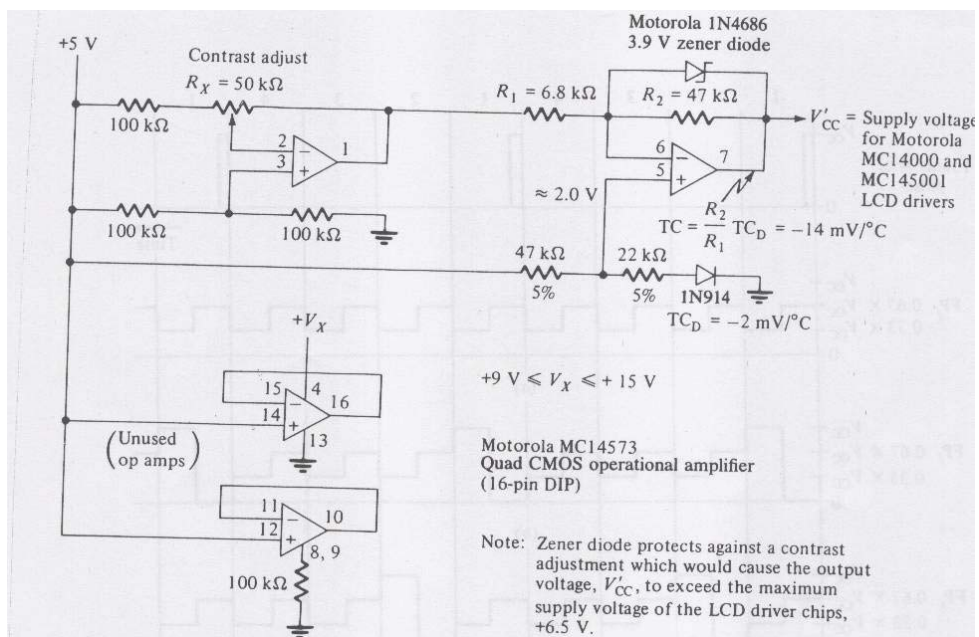 Motorola 1N4686
3.9 V zener diode
+5 V
Contrast adjust
R_X = 50 kΩ
R_1 = 6.8 kΩ
R_2 = 47 kΩ
100 kΩ
2
3
1
6
5
7
V'_CC = Supply voltage
for Motorola
MC14000 and
MC145001
LCD drivers
≈ 2.0 V
TC = R_2/R_1 TC_D = −14 mV/°C
100 kΩ
100 kΩ
47 kΩ
5%
22 kΩ
5%
1N914
TC_D = −2 mV/°C
+V_X
15
14
4
16
13
+9 V ⩽ V_X ⩽ + 15 V
(Unused
op amps)
Motorola MC14573
Quad CMOS operational amplifier
(16-pin DIP)
11
12
10
8, 9
100 kΩ
Note: Zener diode protects against a contrast
adjustment which would cause the output
voltage, V'_CC, to exceed the maximum
supply voltage of the LCD driver chips,
+6.5 V.